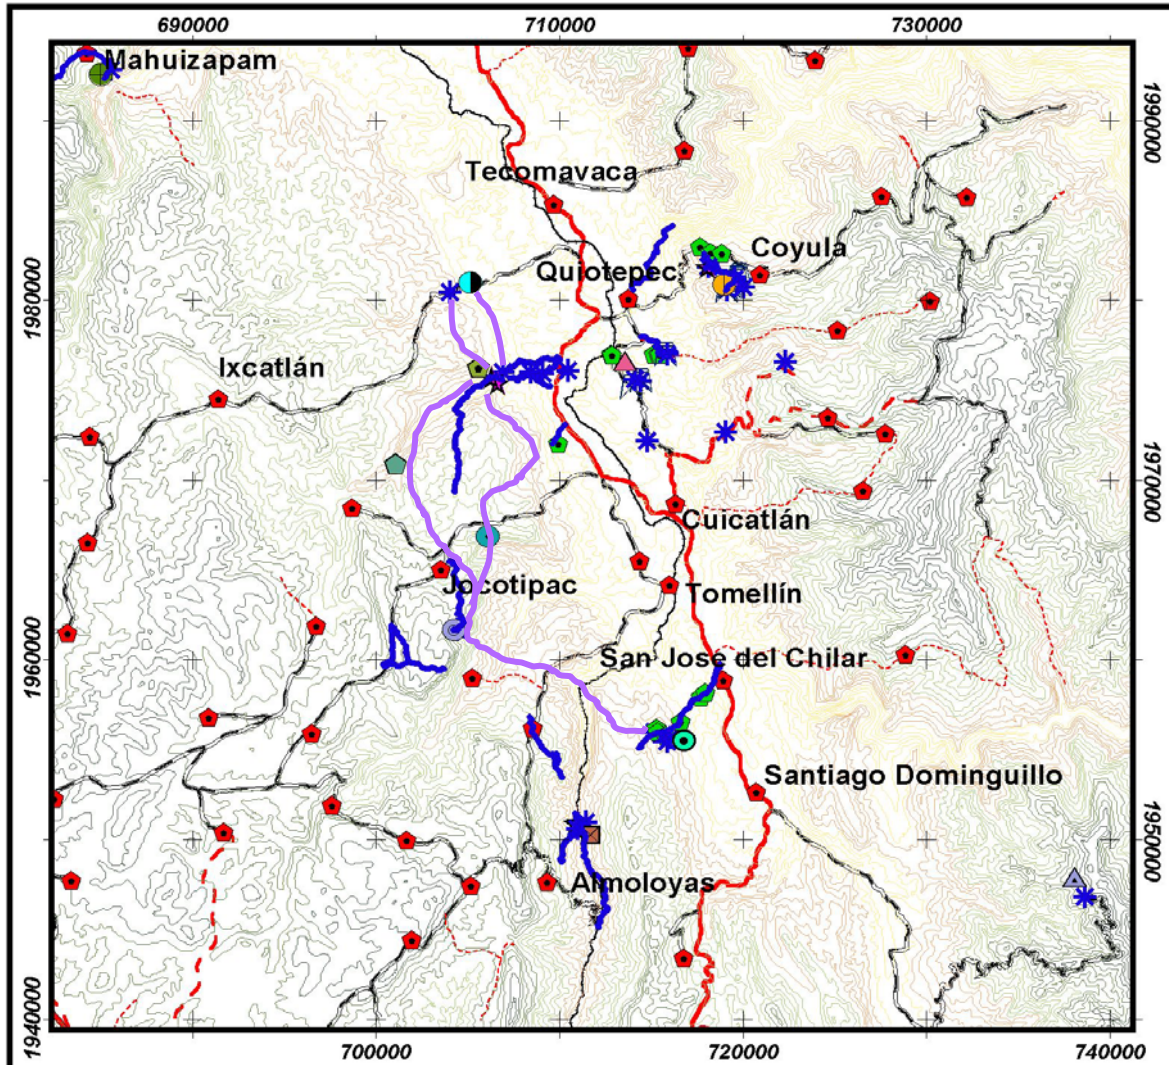 690000 710000 730000
Mahuizapam
1990000
Tecomavaca
Coyula
Quiotepec
1980000
Ixcatlán
1970000
Cuicatlán
Jocotipac
Tomellín
San Jose del Chilar
1960000
Santiago Dominguillo
1950000
Almoloyas
1940000
700000 720000 740000